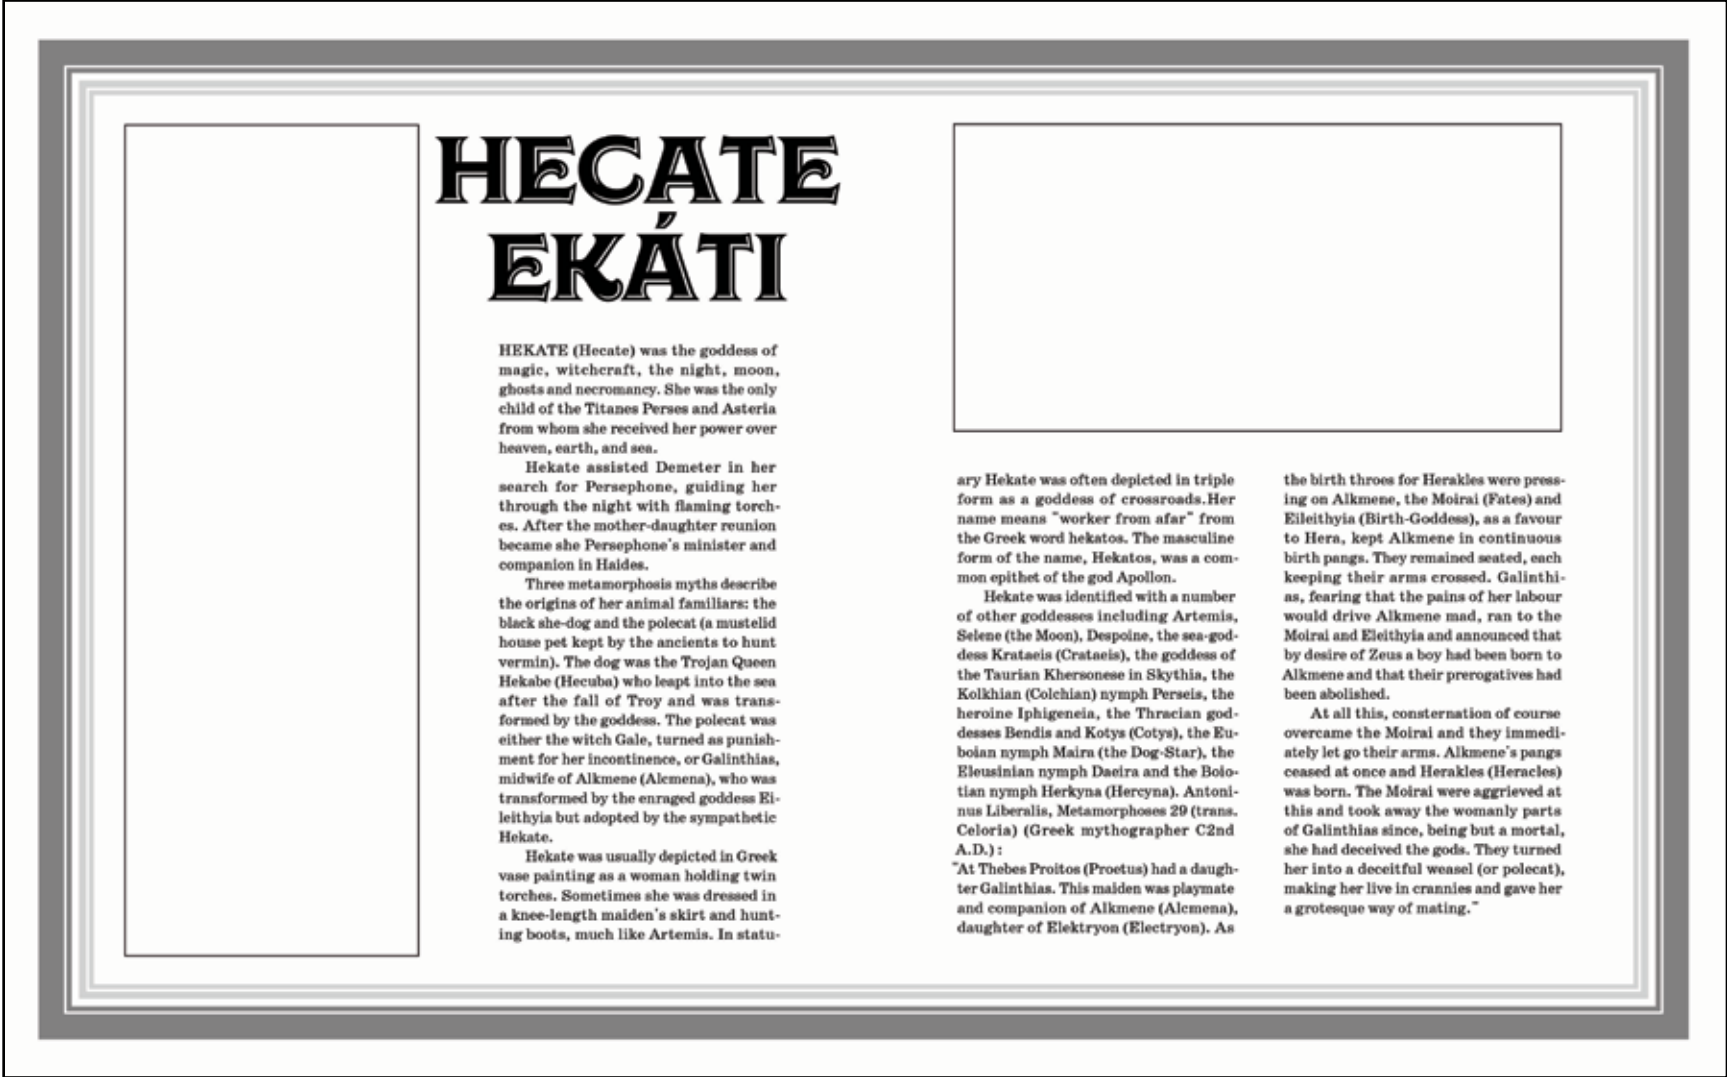 HECATE
EKÁTI
HEKATE (Hecate) was the goddess of
magic, witchcraft, the night, moon,
ghosts and necromancy. She was the only
child of the Titanes Perses and Asteria
from whom she received her power over
heaven, earth, and sea.
Hekate assisted Demeter in her
search for Persephone, guiding her
through the night with flaming torch-
es. After the mother-daughter reunion
became she Persephone's minister and
companion in Haides.
Three metamorphosis myths describe
the origins of her animal familiars: the
black she-dog and the polecat (a mustelid
house pet kept by the ancients to hunt
vermin). The dog was the Trojan Queen
Hekabe (Hecuba) who leapt into the sea
after the fall of Troy and was trans-
formed by the goddess. The polecat was
either the witch Gale, turned as punish-
ment for her incontinence, or Galinthias,
midwife of Alkmene (Alcmena), who was
transformed by the enraged goddess Ei-
leithyia but adopted by the sympathetic
Hekate.
Hekate was usually depicted in Greek
vase painting as a woman holding twin
torches. Sometimes she was dressed in
a knee-length maiden's skirt and hunt-
ing boots, much like Artemis. In statu-
ary Hekate was often depicted in triple
form as a goddess of crossroads.Her
name means "worker from afar" from
the Greek word hekatos. The masculine
form of the name, Hekatos, was a com-
mon epithet of the god Apollon.
Hekate was identified with a number
of other goddesses including Artemis,
Selene (the Moon), Despoine, the sea-god-
dess Krataeis (Crataeis), the goddess of
the Taurian Khersonese in Skythia, the
Kolkhian (Colchian) nymph Perseis, the
heroine Iphigeneia, the Thracian god-
desses Bendis and Kotys (Cotys), the Eu-
boian nymph Maira (the Dog-Star), the
Eleusinian nymph Daeira and the Boio-
tian nymph Herkyna (Hercyna). Antoni-
nus Liberalis, Metamorphoses 29 (trans.
Celoria) (Greek mythographer C2nd
A.D.) :
"At Thebes Proitos (Proetus) had a daugh-
ter Galinthias. This maiden was playmate
and companion of Alkmene (Alcmena),
daughter of Elektryon (Electryon). As
the birth throes for Herakles were press-
ing on Alkmene, the Moirai (Fates) and
Eileithyia (Birth-Goddess), as a favour
to Hera, kept Alkmene in continuous
birth pangs. They remained seated, each
keeping their arms crossed. Galinthi-
as, fearing that the pains of her labour
would drive Alkmene mad, ran to the
Moirai and Eleithyia and announced that
by desire of Zeus a boy had been born to
Alkmene and that their prerogatives had
been abolished.
At all this, consternation of course
overcame the Moirai and they immedi-
ately let go their arms. Alkmene's pangs
ceased at once and Herakles (Heracles)
was born. The Moirai were aggrieved at
this and took away the womanly parts
of Galinthias since, being but a mortal,
she had deceived the gods. They turned
her into a deceitful weasel (or polecat),
making her live in crannies and gave her
a grotesque way of mating."